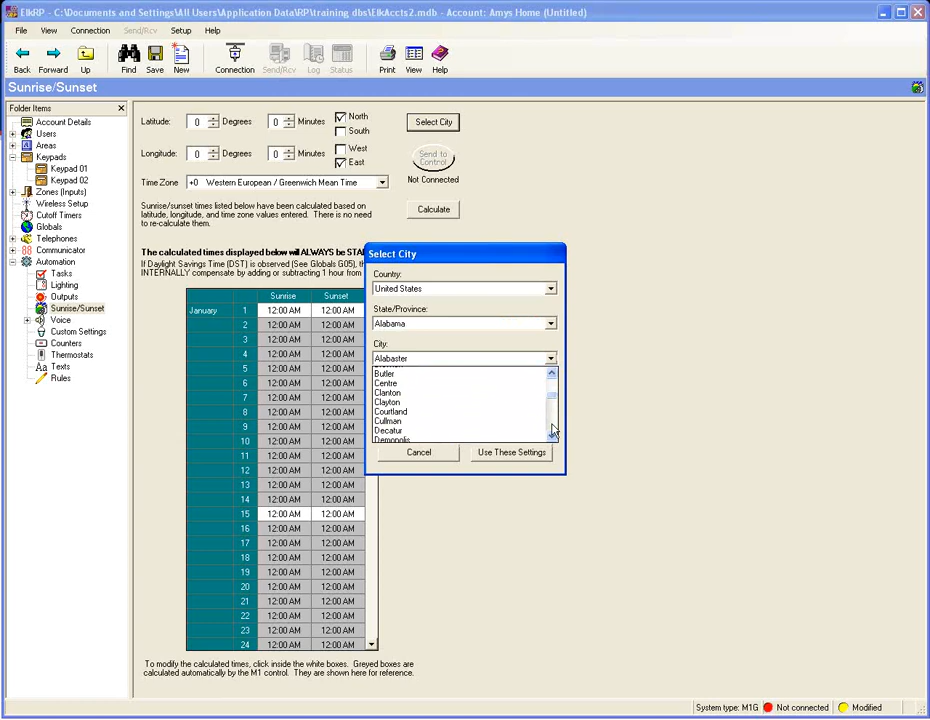 ElkRP - C:\Documents and Settings\All Users\Application Data\RP\training dbs\ElkAccts2.mdb - Account: Amys Home (Untitled)
File View Connection Send/Rcv Setup Help
Back Forward Up Find Save New Connection Send/Rcv Log Status Print View Help
Sunrise/Sunset
Folder Items
Account Details
Users
Areas
Keypads
Keypad 01
Keypad 02
Zones (Inputs)
Wireless Setup
Cutoff Timers
Globals
Telephones
Communicator
Automation
Tasks
Lighting
Outputs
Sunrise/Sunset
Voice
Custom Settings
Counters
Thermostats
Aa Texts
Rules
Latitude: 0 Degrees 0 Minutes North
South
Select City
Longitude: 0 Degrees 0 Minutes West
East
Send to Control
Not Connected
Time Zone +0 Western European / Greenwich Mean Time
Sunrise/sunset times listed below have been calculated based on
latitude, longitude, and time zone values entered. There is no need
to re-calculate them.
Calculate
The calculated times displayed below will ALWAYS be STA
If Daylight Savings Time (DST) is observed (See Globals G05), th
INTERNALLY compensate by adding or subtracting 1 hour from
Sunrise Sunset
January 1 12:00 AM 12:00 AM
2 12:00 AM 12:00 AM
3 12:00 AM 12:00 AM
4 12:00 AM 12:00 AM
5 12:00 AM 12:00 AM
6 12:00 AM 12:00 AM
7 12:00 AM 12:00 AM
8 12:00 AM 12:00 AM
9 12:00 AM 12:00 AM
10 12:00 AM 12:00 AM
11 12:00 AM 12:00 AM
12 12:00 AM 12:00 AM
13 12:00 AM 12:00 AM
14 12:00 AM 12:00 AM
15 12:00 AM 12:00 AM
16 12:00 AM 12:00 AM
17 12:00 AM 12:00 AM
18 12:00 AM 12:00 AM
19 12:00 AM 12:00 AM
20 12:00 AM 12:00 AM
21 12:00 AM 12:00 AM
22 12:00 AM 12:00 AM
23 12:00 AM 12:00 AM
24 12:00 AM 12:00 AM
Select City
Country:
United States
State/Province:
Alabama
City:
Alabaster
Butler
Centre
Clanton
Clayton
Courtland
Cullman
Decatur
Demopolis
Cancel Use These Settings
To modify the calculated times, click inside the white boxes. Greyed boxes are
calculated automatically by the M1 control. They are shown here for reference.
System type: M1G Not connected Modified